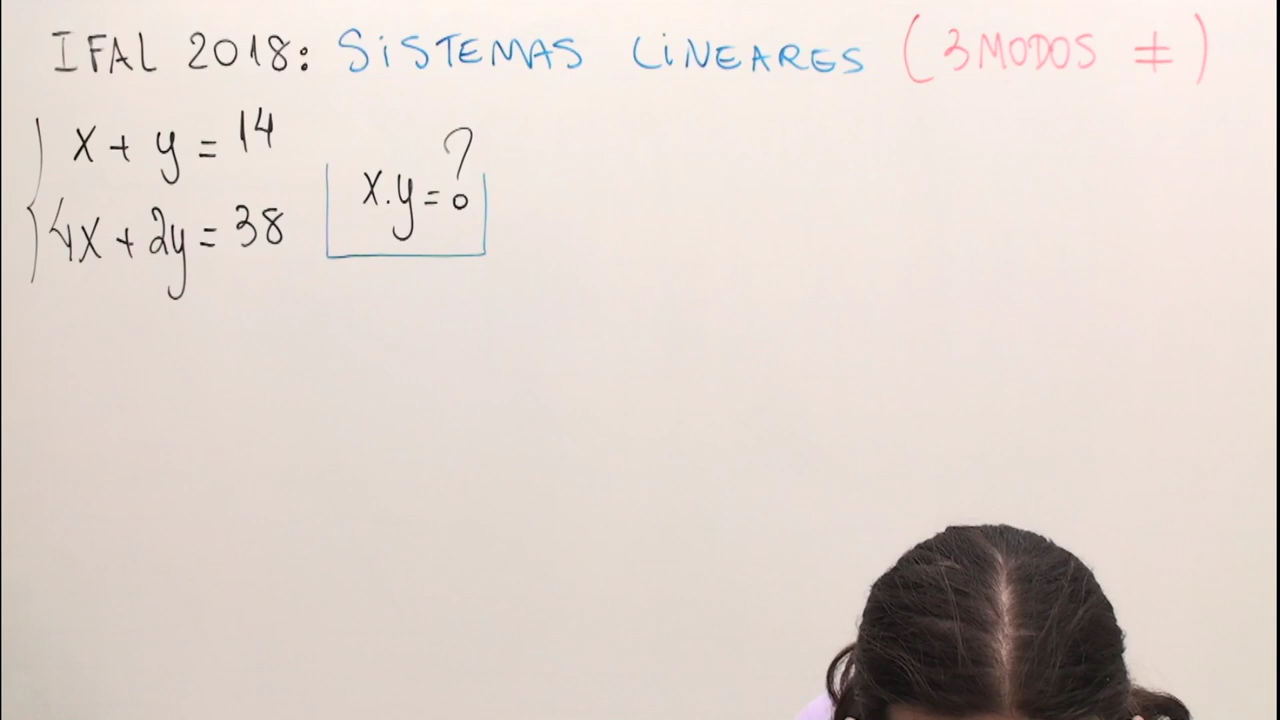 IFAL 2018: SiSTEMAS LiNEARES (3 MODOS ≠)
x + y = 14
4x + 2y = 38
x.y = ?